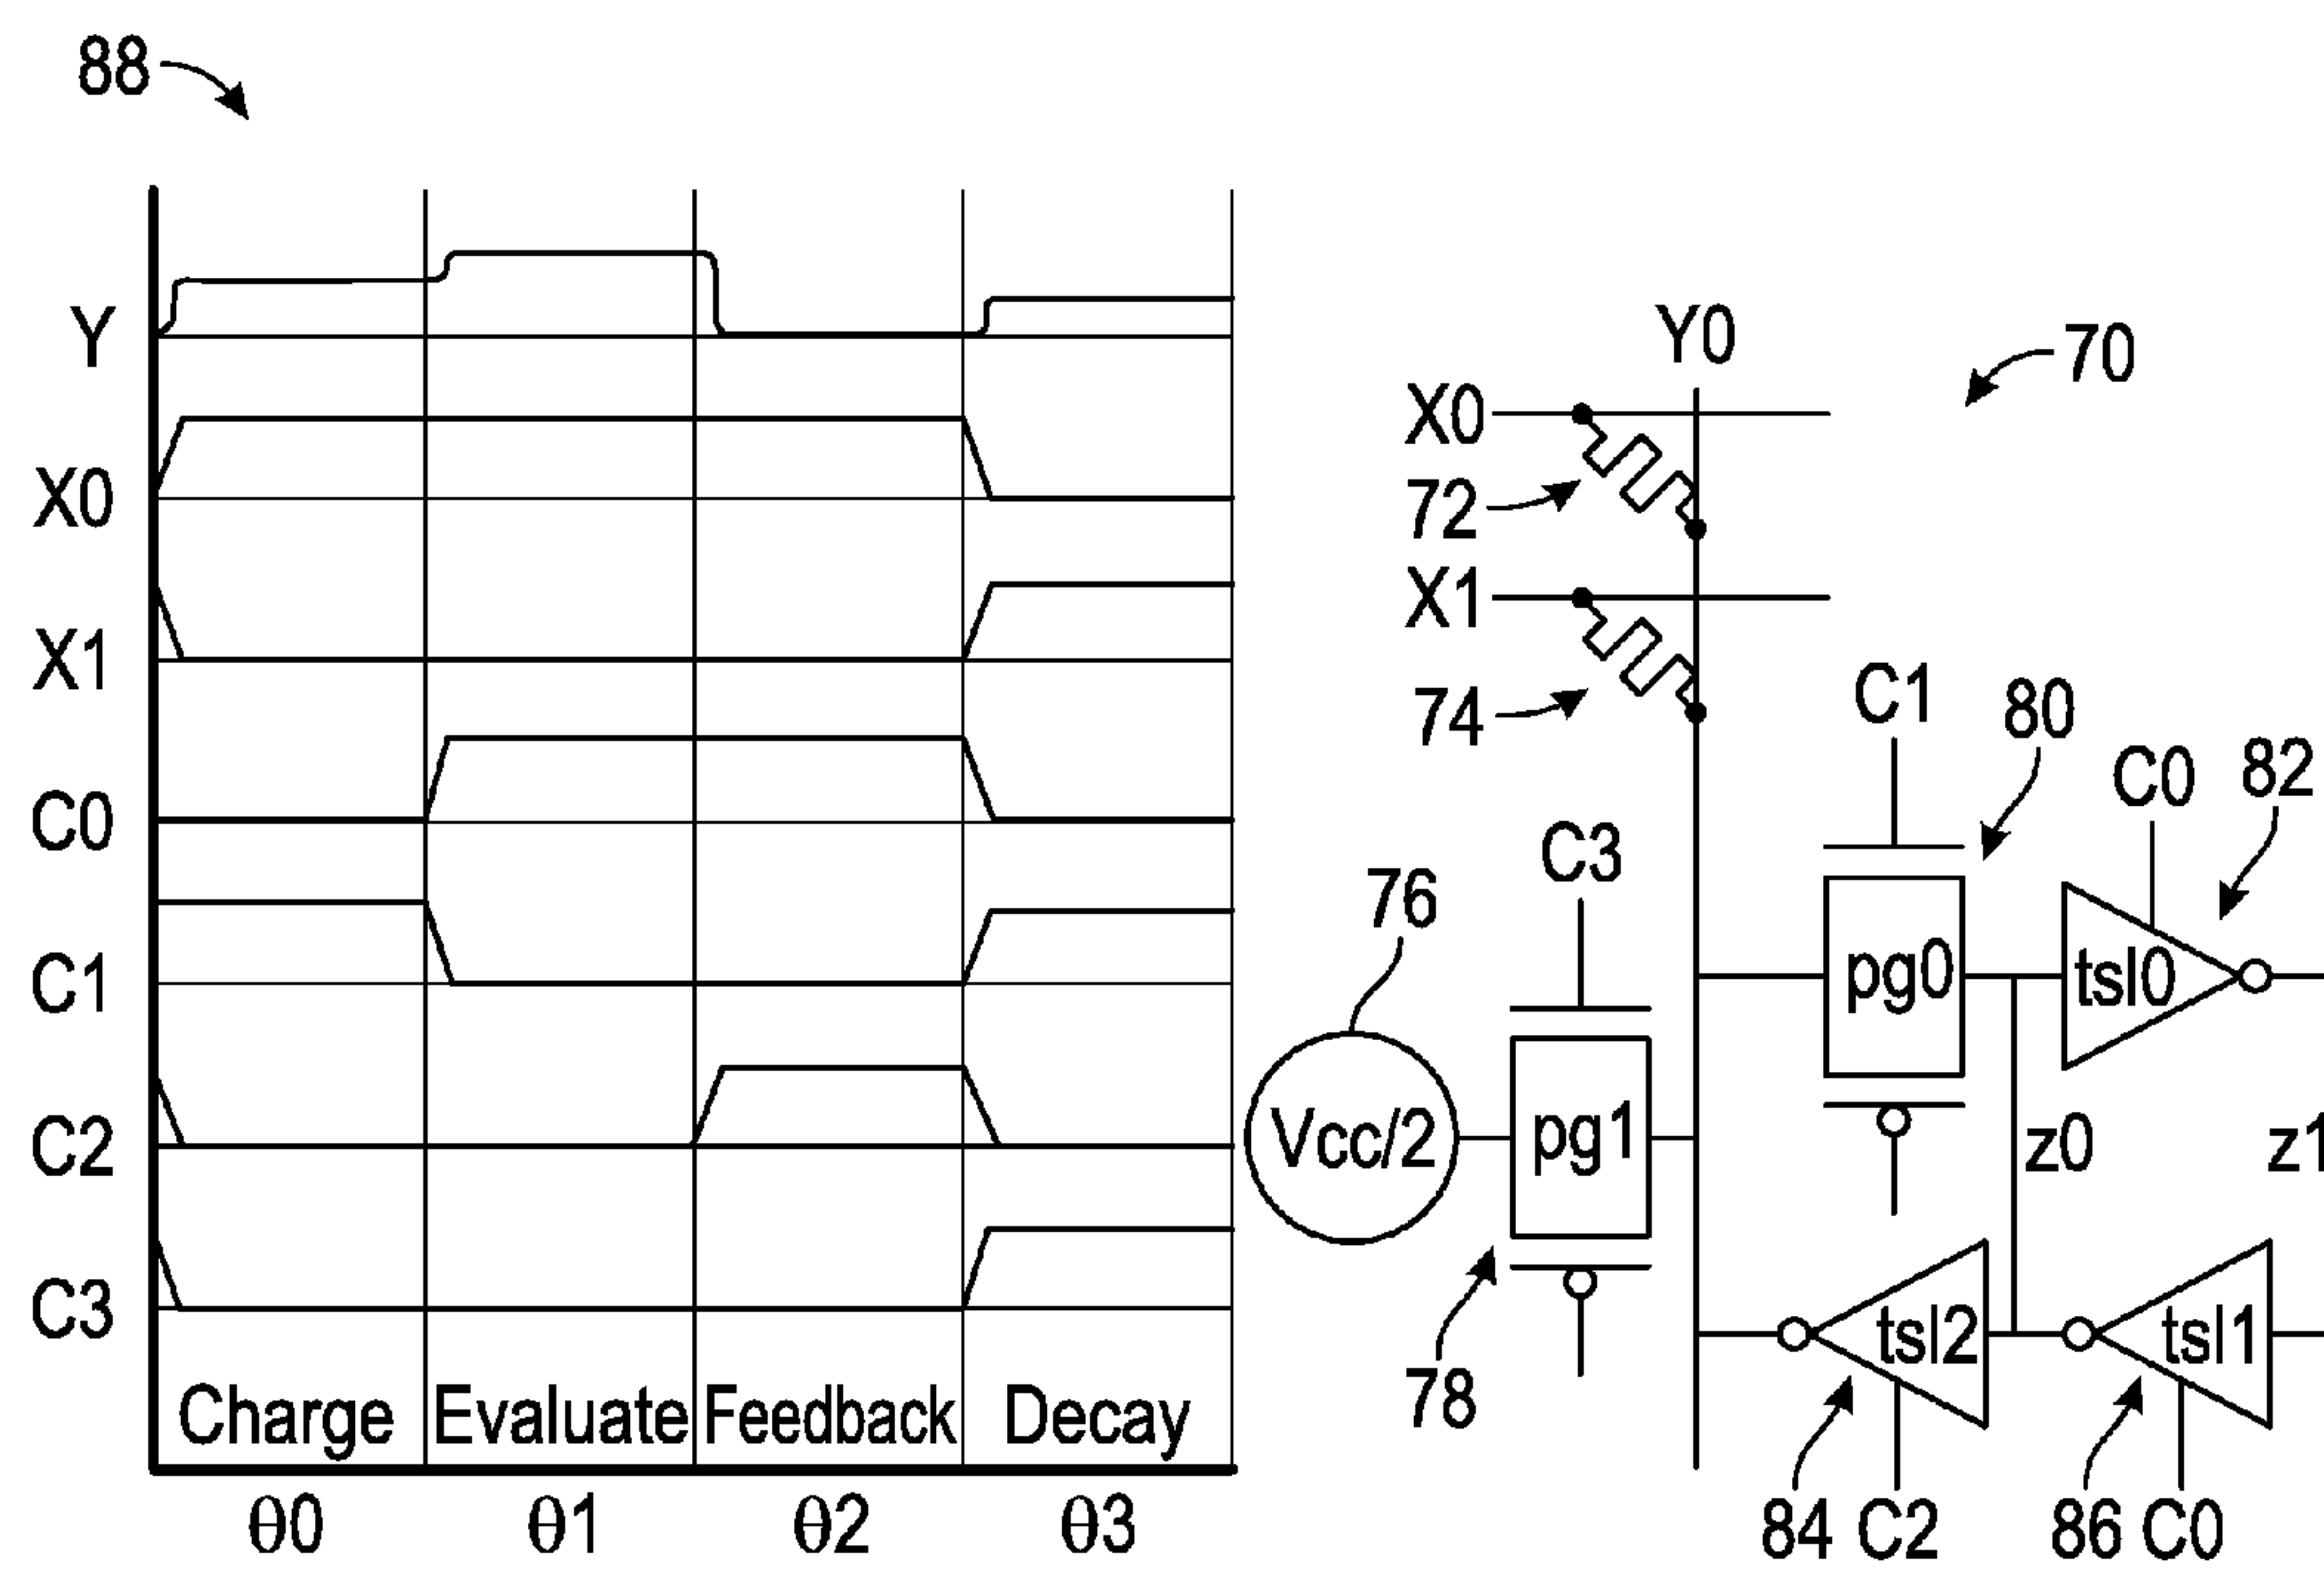 88
Y
X0
X1
C0
C1
C2
C3
Charge Evaluate Feedback Decay
θ0 θ1 θ2 θ3
Y0
70
X0
72
X1
74
C1
80
C0
82
C3
76
pg0
tsl0
Vcc/2
pg1
z0
z1
tsl2
tsl1
78
84 C2
86 C0